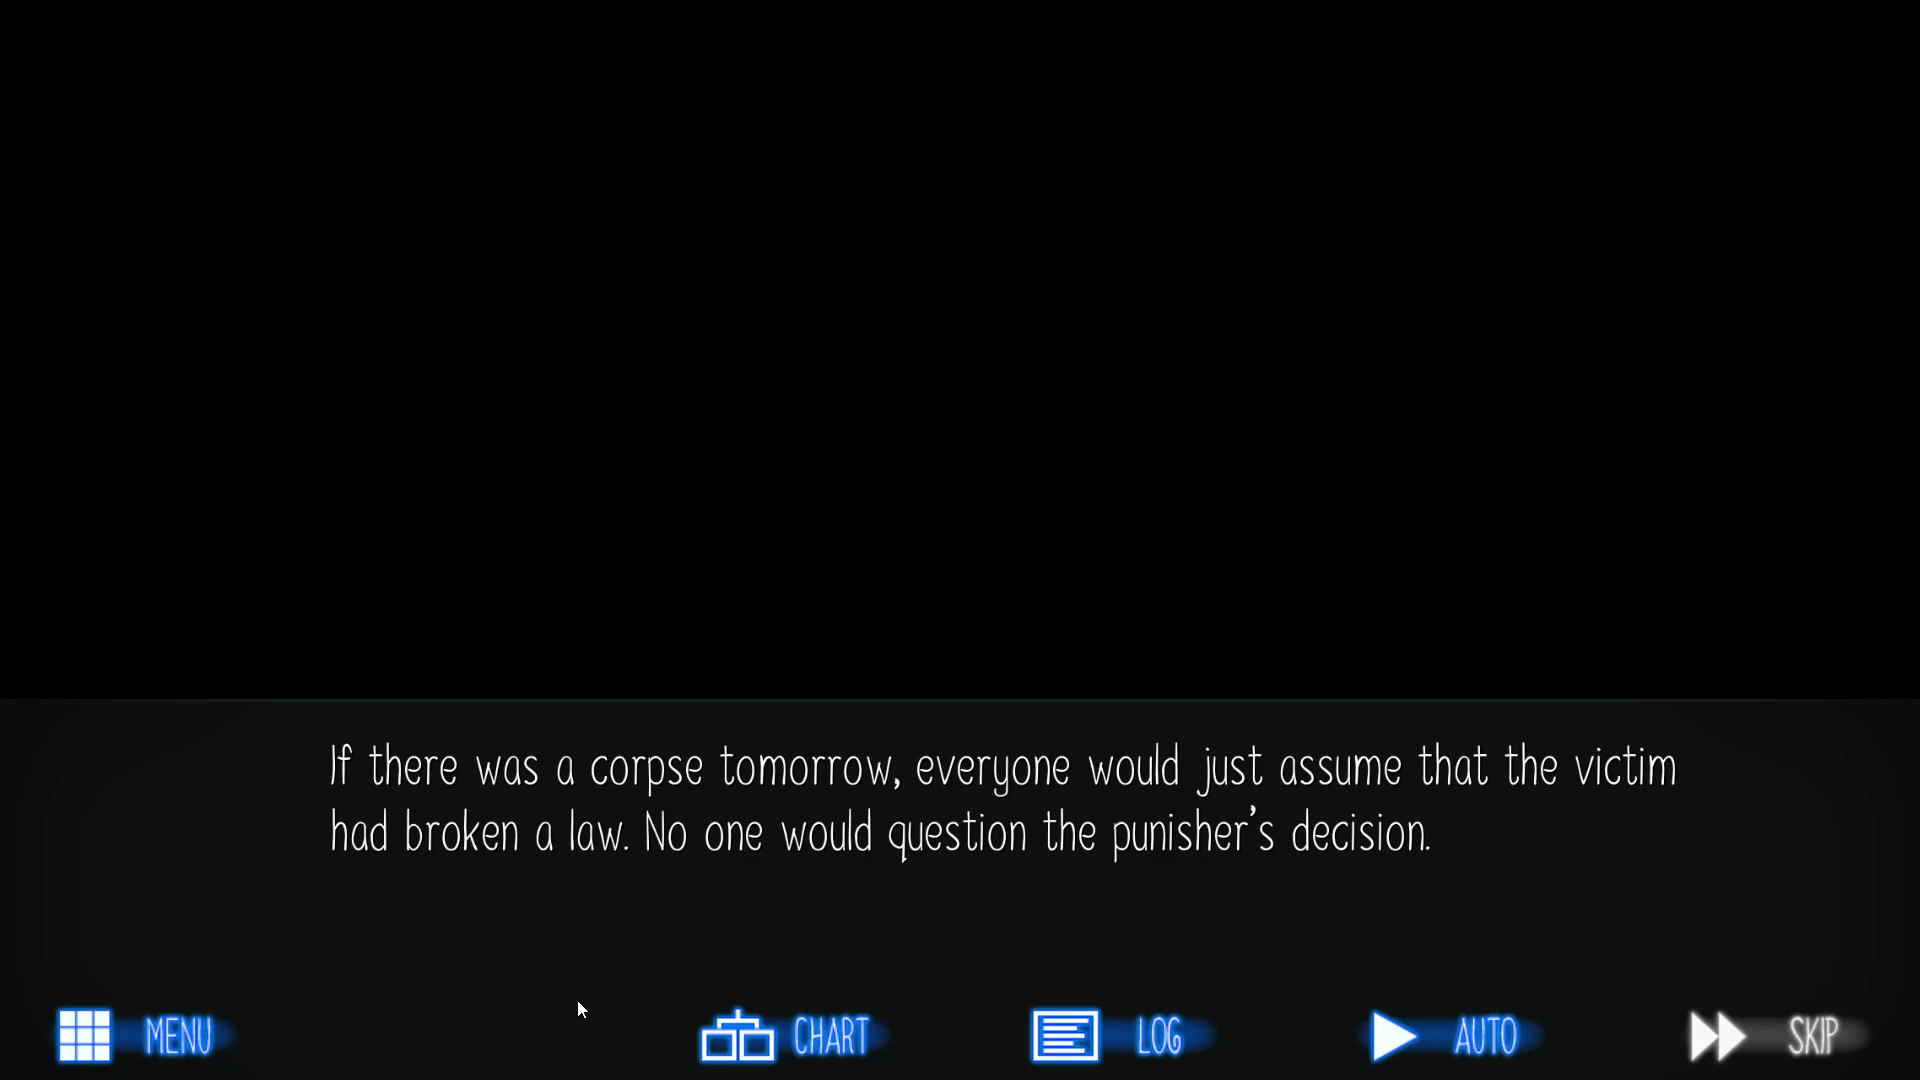 If there was a corpse tomorrow, everyone would just assume that the victim
had broken a law. No one would question the punisher's decision.
MENU
CHART
LOG
AUTO
SKIP